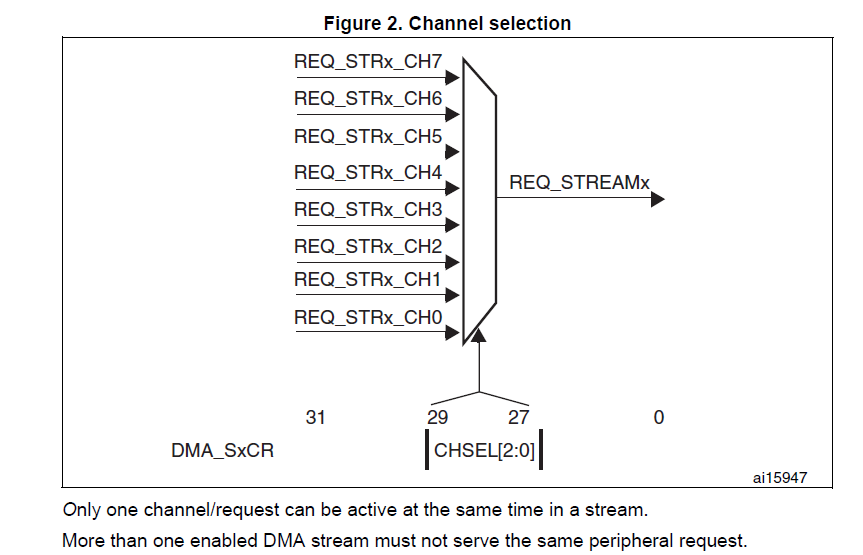 Figure 2. Channel selection
REQ_STRx_CH7
REQ_STRx_CH6
REQ_STRx_CH5
REQ_STRx_CH4
REQ_STRx_CH3
REQ_STRx_CH2
REQ_STRx_CH1
REQ_STRx_CH0
REQ_STREAMx
31 29 27 0
DMA_SxCR CHSEL[2:0]
ai15947
Only one channel/request can be active at the same time in a stream.
More than one enabled DMA stream must not serve the same peripheral request.